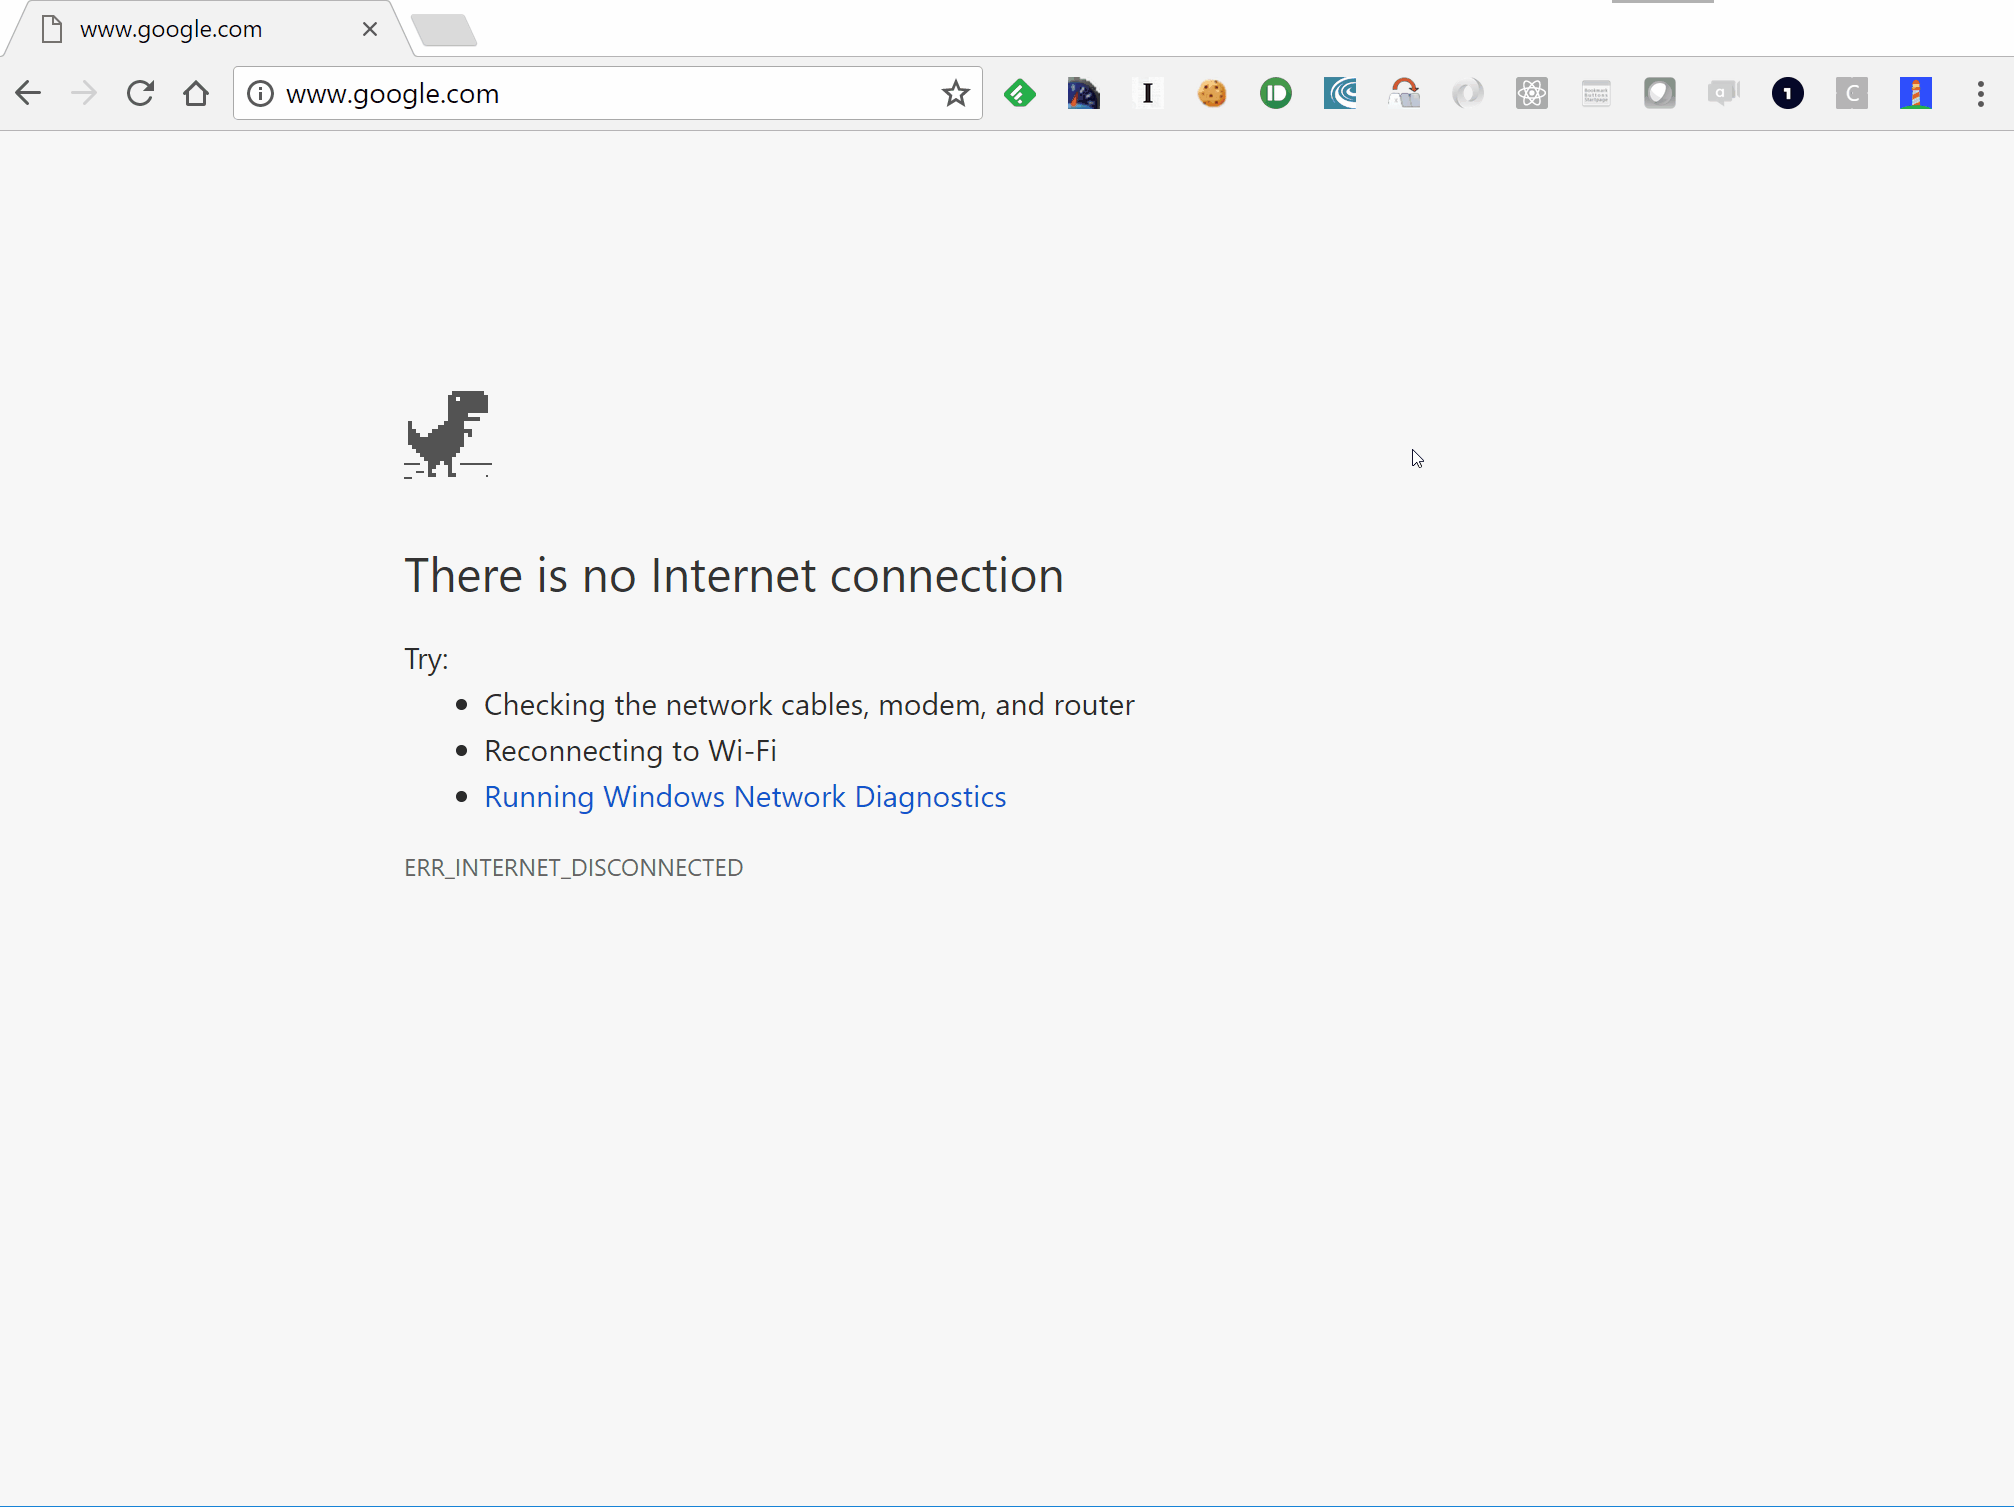 www.google.com
www.google.com
I
1
C
There is no Internet connection
Try:
Checking the network cables, modem, and router
Reconnecting to Wi-Fi
Running Windows Network Diagnostics
ERR_INTERNET_DISCONNECTED